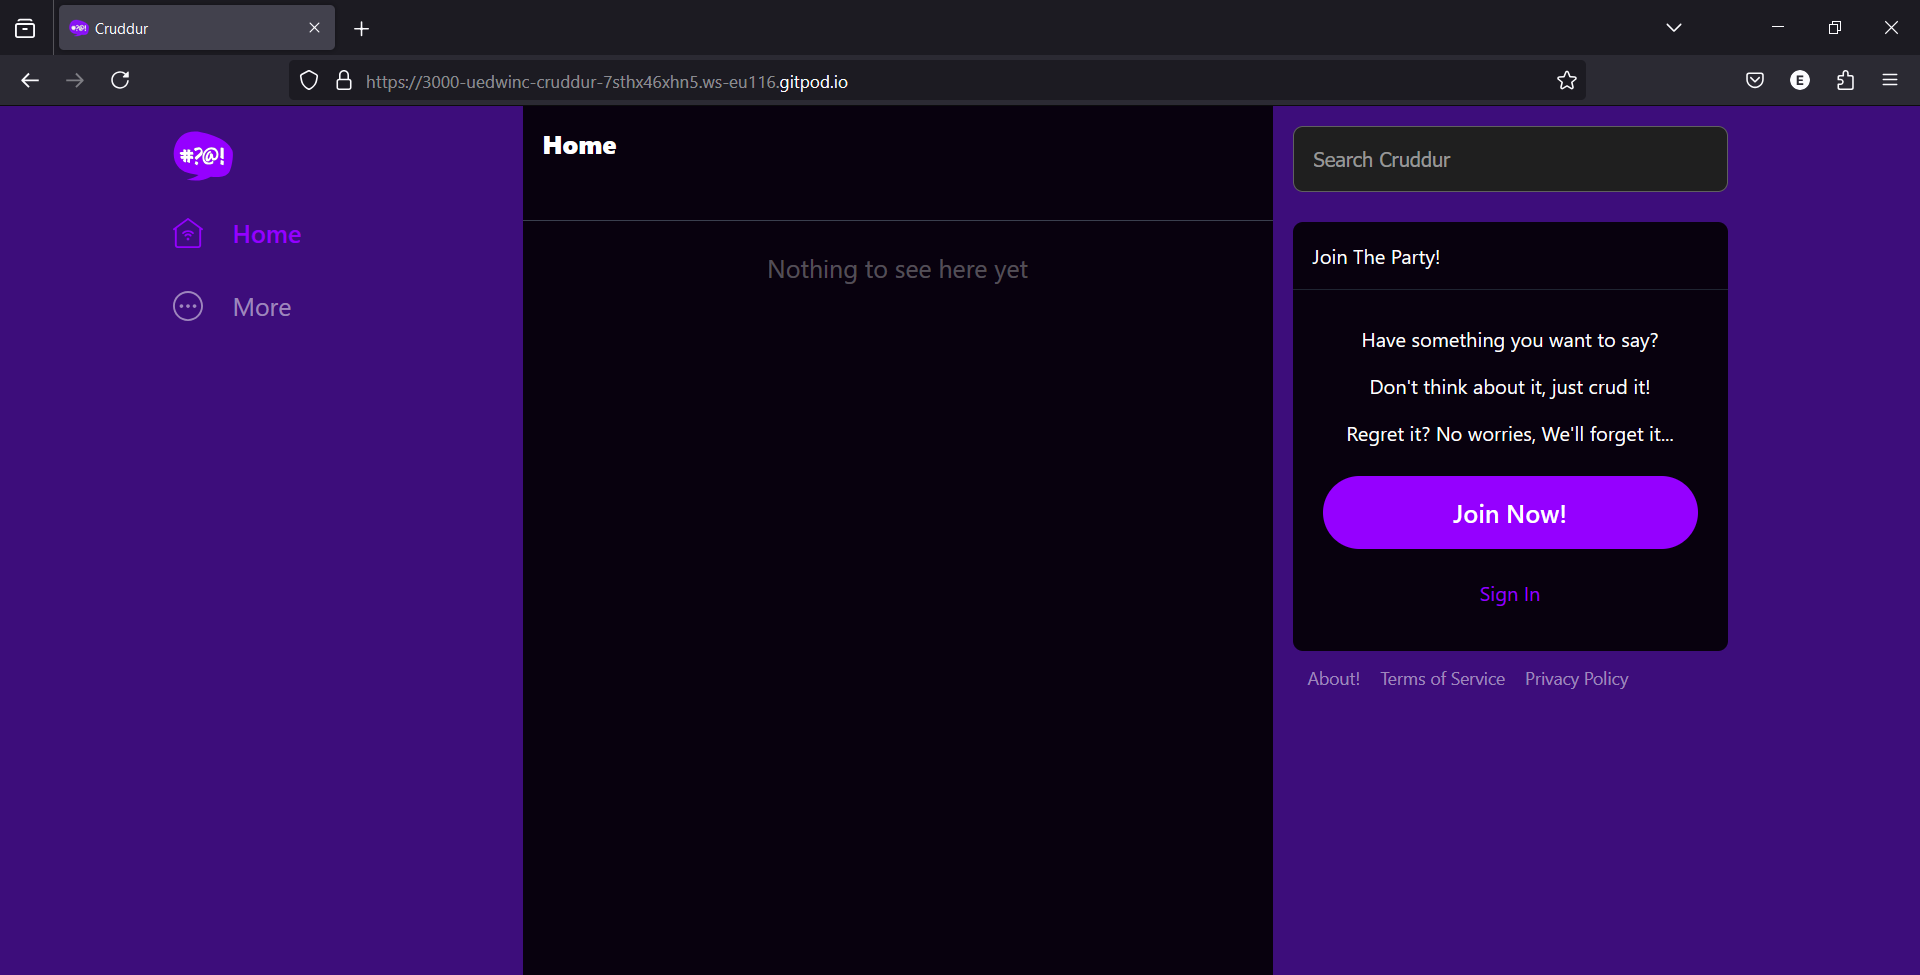 Cruddur
https://3000-uedwinc-cruddur-7sthx46xhn5.ws-eu116.gitpod.io
E
#?@!
Home
More
Home
Nothing to see here yet
Search Cruddur
Join The Party!
Have something you want to say?
Don't think about it, just crud it!
Regret it? No worries, We'll forget it...
Join Now!
Sign In
About! Terms of Service Privacy Policy